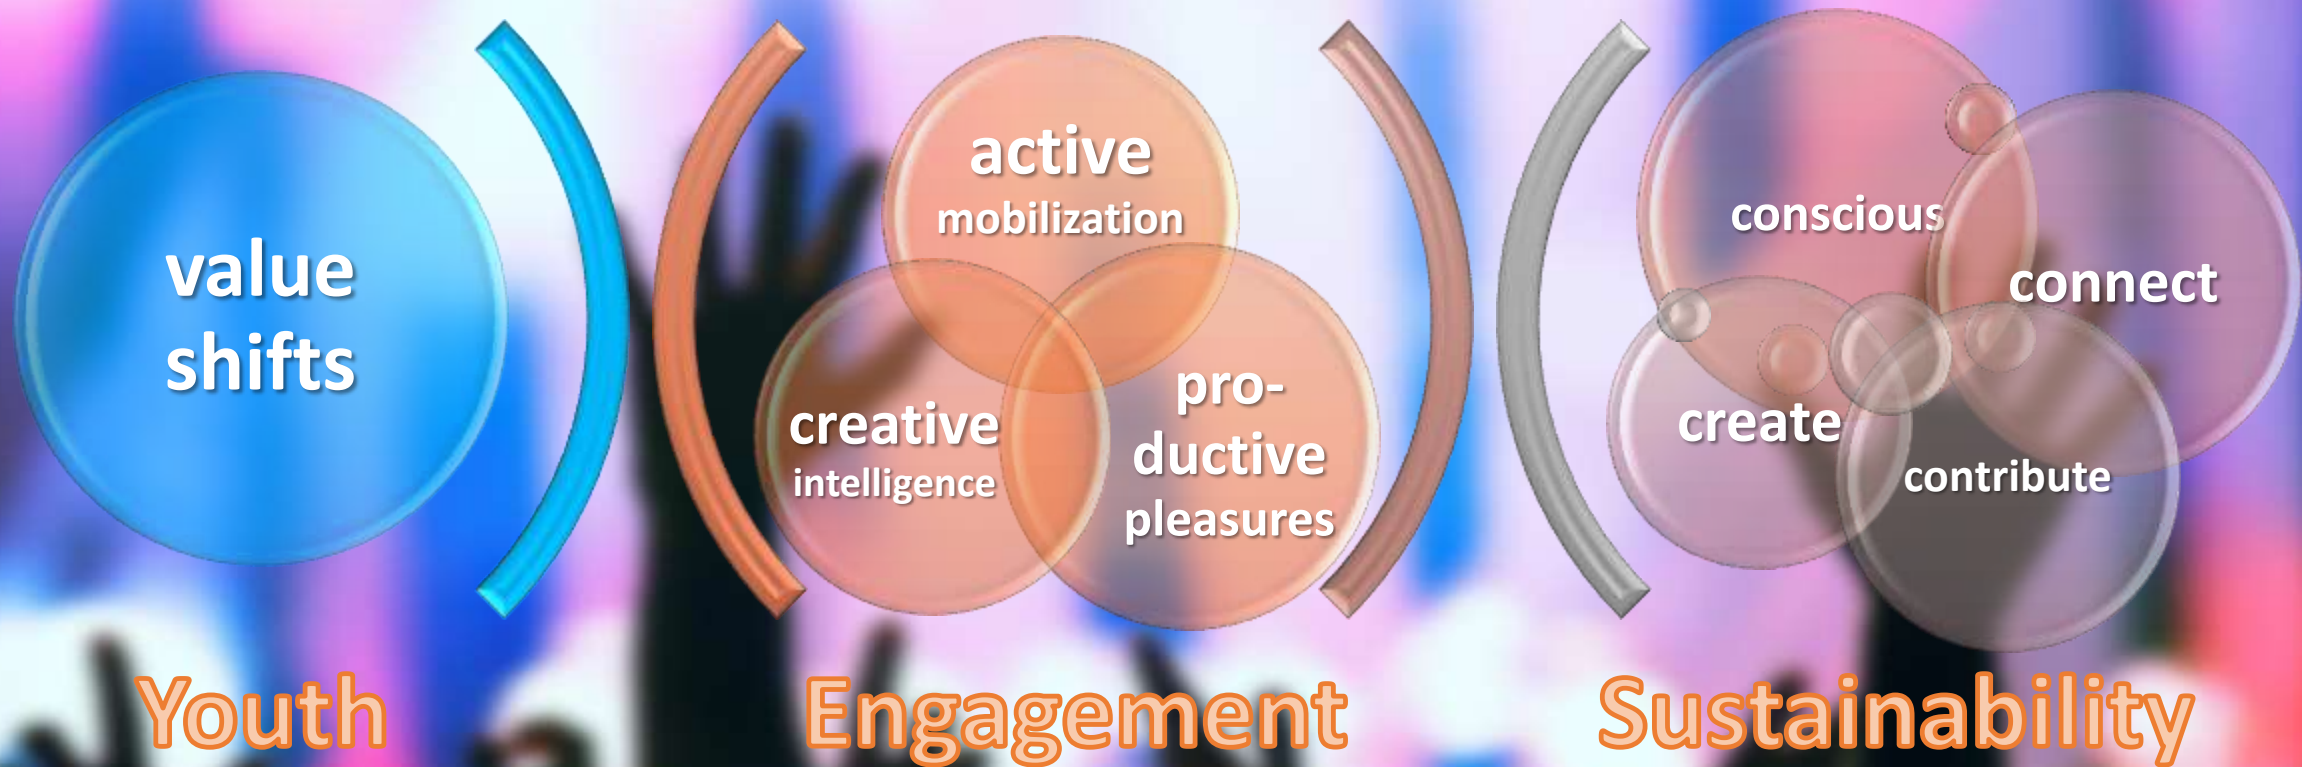 value
shifts
active
mobilization
creative
intelligence
pro-
ductive
pleasures
conscious
connect
create
contribute
Youth
Engagement
Sustainability